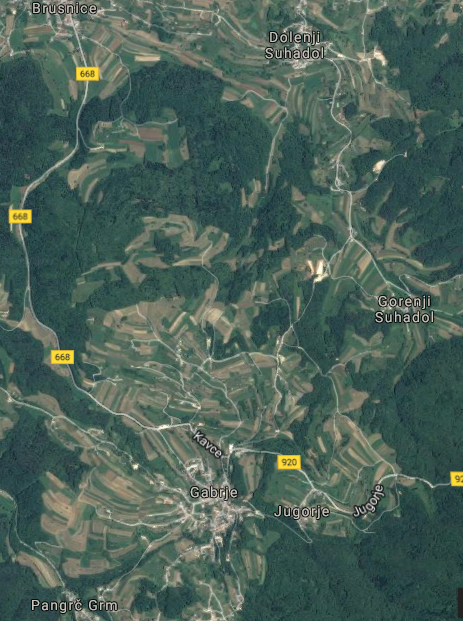 Brusnice
Dolenji
Suhadol
668
668
Gorenji
Suhadol
668
Kavce
920
Gabrje
Jugorje
Jugorje
Pangrč Grm